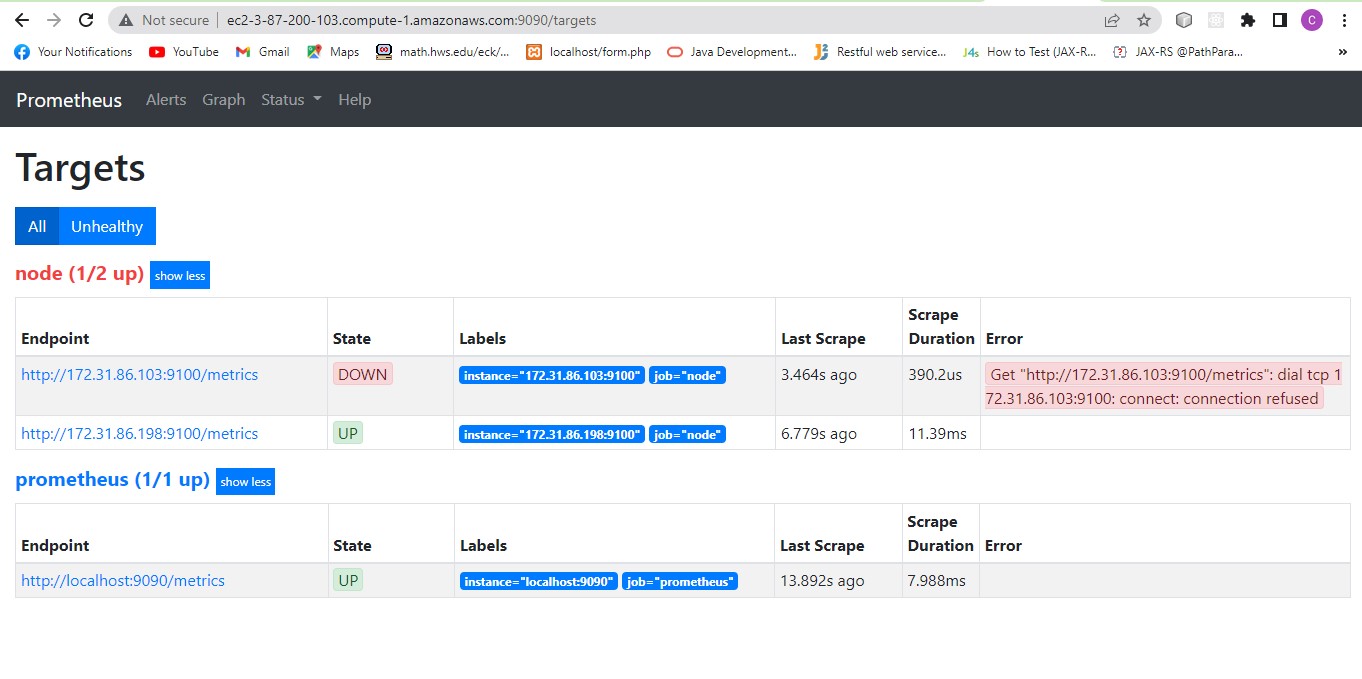 Not secure ec2-3-87-200-103.compute-1.amazonaws.com:9090/targets
C
Your Notifications YouTube Gmail Maps math.hws.edu/eck/... localhost/form.php Java Development... Restful web service... J4s How to Test (JAX-R... JAX-RS @PathPara... »
Prometheus Alerts Graph Status Help
Targets
All Unhealthy
node (1/2 up) show less
Endpoint State Labels Last Scrape Scrape Duration Error
http://172.31.86.103:9100/metrics DOWN instance="172.31.86.103:9100" job="node" 3.464s ago 390.2us Get "http://172.31.86.103:9100/metrics": dial tcp 1
72.31.86.103:9100: connect: connection refused
http://172.31.86.198:9100/metrics UP instance="172.31.86.198:9100" job="node" 6.779s ago 11.39ms
prometheus (1/1 up) show less
Endpoint State Labels Last Scrape Scrape Duration Error
http://localhost:9090/metrics UP instance="localhost:9090" job="prometheus" 13.892s ago 7.988ms